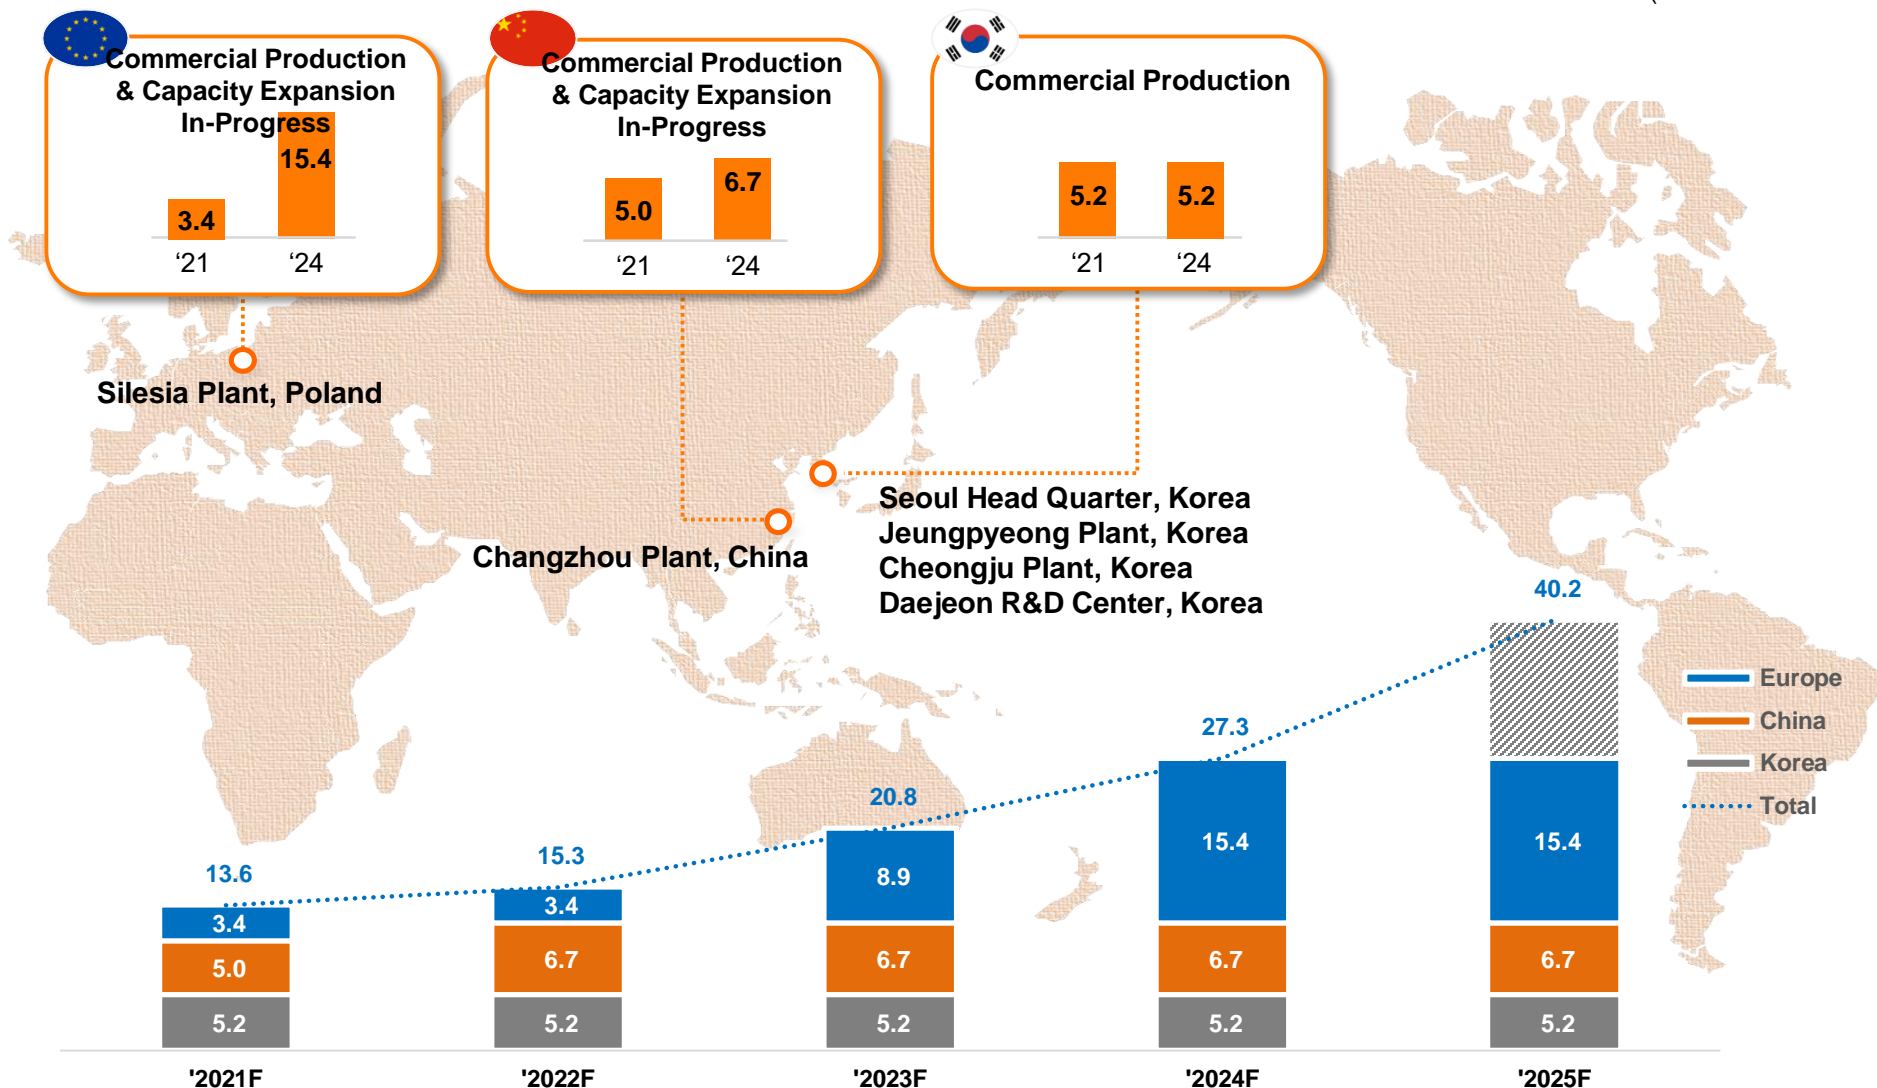 Commercial Production
& Capacity Expansion
In-Progress
15.4
3.4
‘21
‘24
Commercial Production
& Capacity Expansion
In-Progress
6.7
5.0
‘21
‘24
Commercial Production
5.2
5.2
‘21
‘24
Silesia Plant, Poland
Changzhou Plant, China
Seoul Head Quarter, Korea
Jeungpyeong Plant, Korea
Cheongju Plant, Korea
Daejeon R&D Center, Korea
40.2
27.3
20.8
15.3
13.6
Europe
China
Korea
Total
3.4
3.4
8.9
15.4
15.4
5.0
6.7
6.7
6.7
6.7
5.2
5.2
5.2
5.2
5.2
'2021F
'2022F
'2023F
'2024F
'2025F